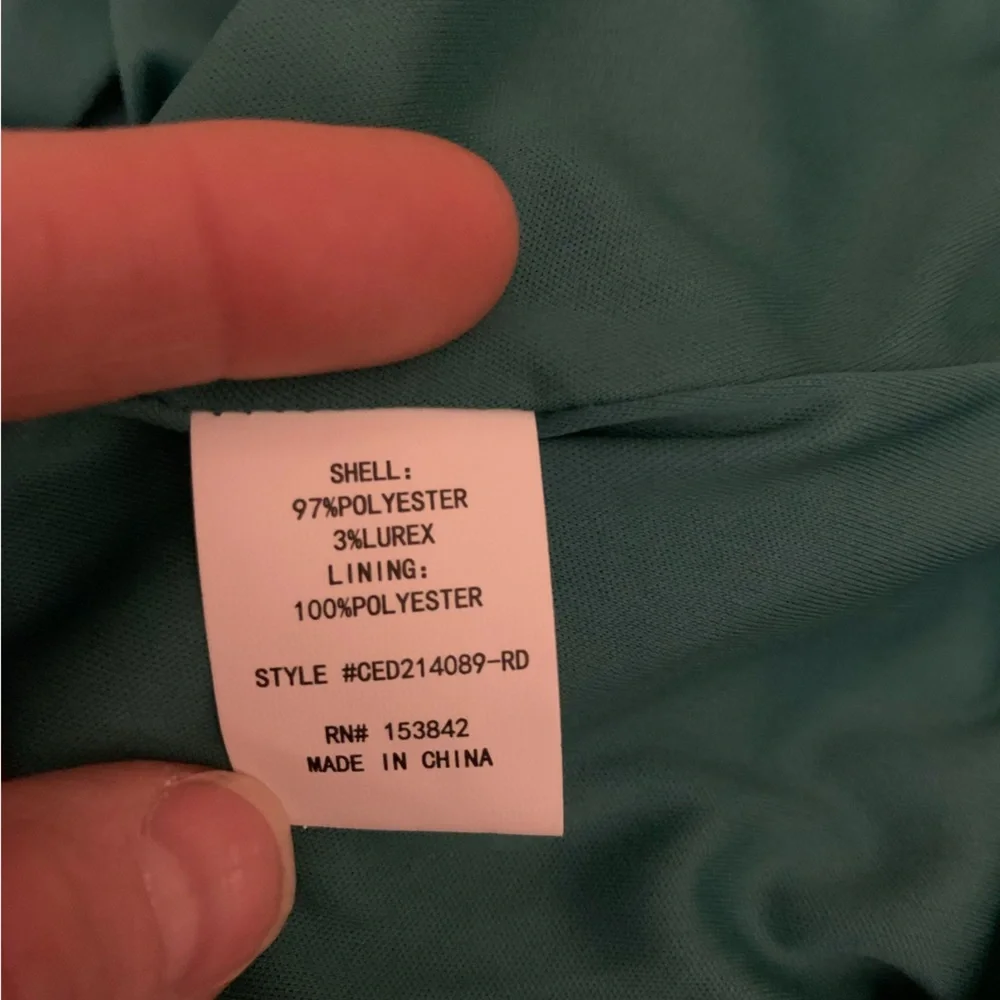 SHELL:
97%POLYESTER
3%LUREX
LINING:
100%POLYESTER
STYLE #CED214089-RD
RN# 153842
MADE IN CHINA